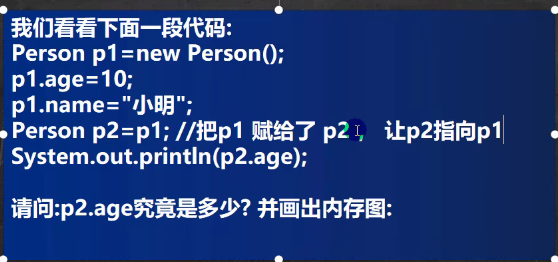 我们看看下面一段代码:
Person p1=new Person();
p1.age=10;
p1.name="小明";
Person p2=p1; //把p1 赋给了 p2 ， 让p2指向p1
System.out.println(p2.age);
请问:p2.age究竟是多少? 并画出内存图: